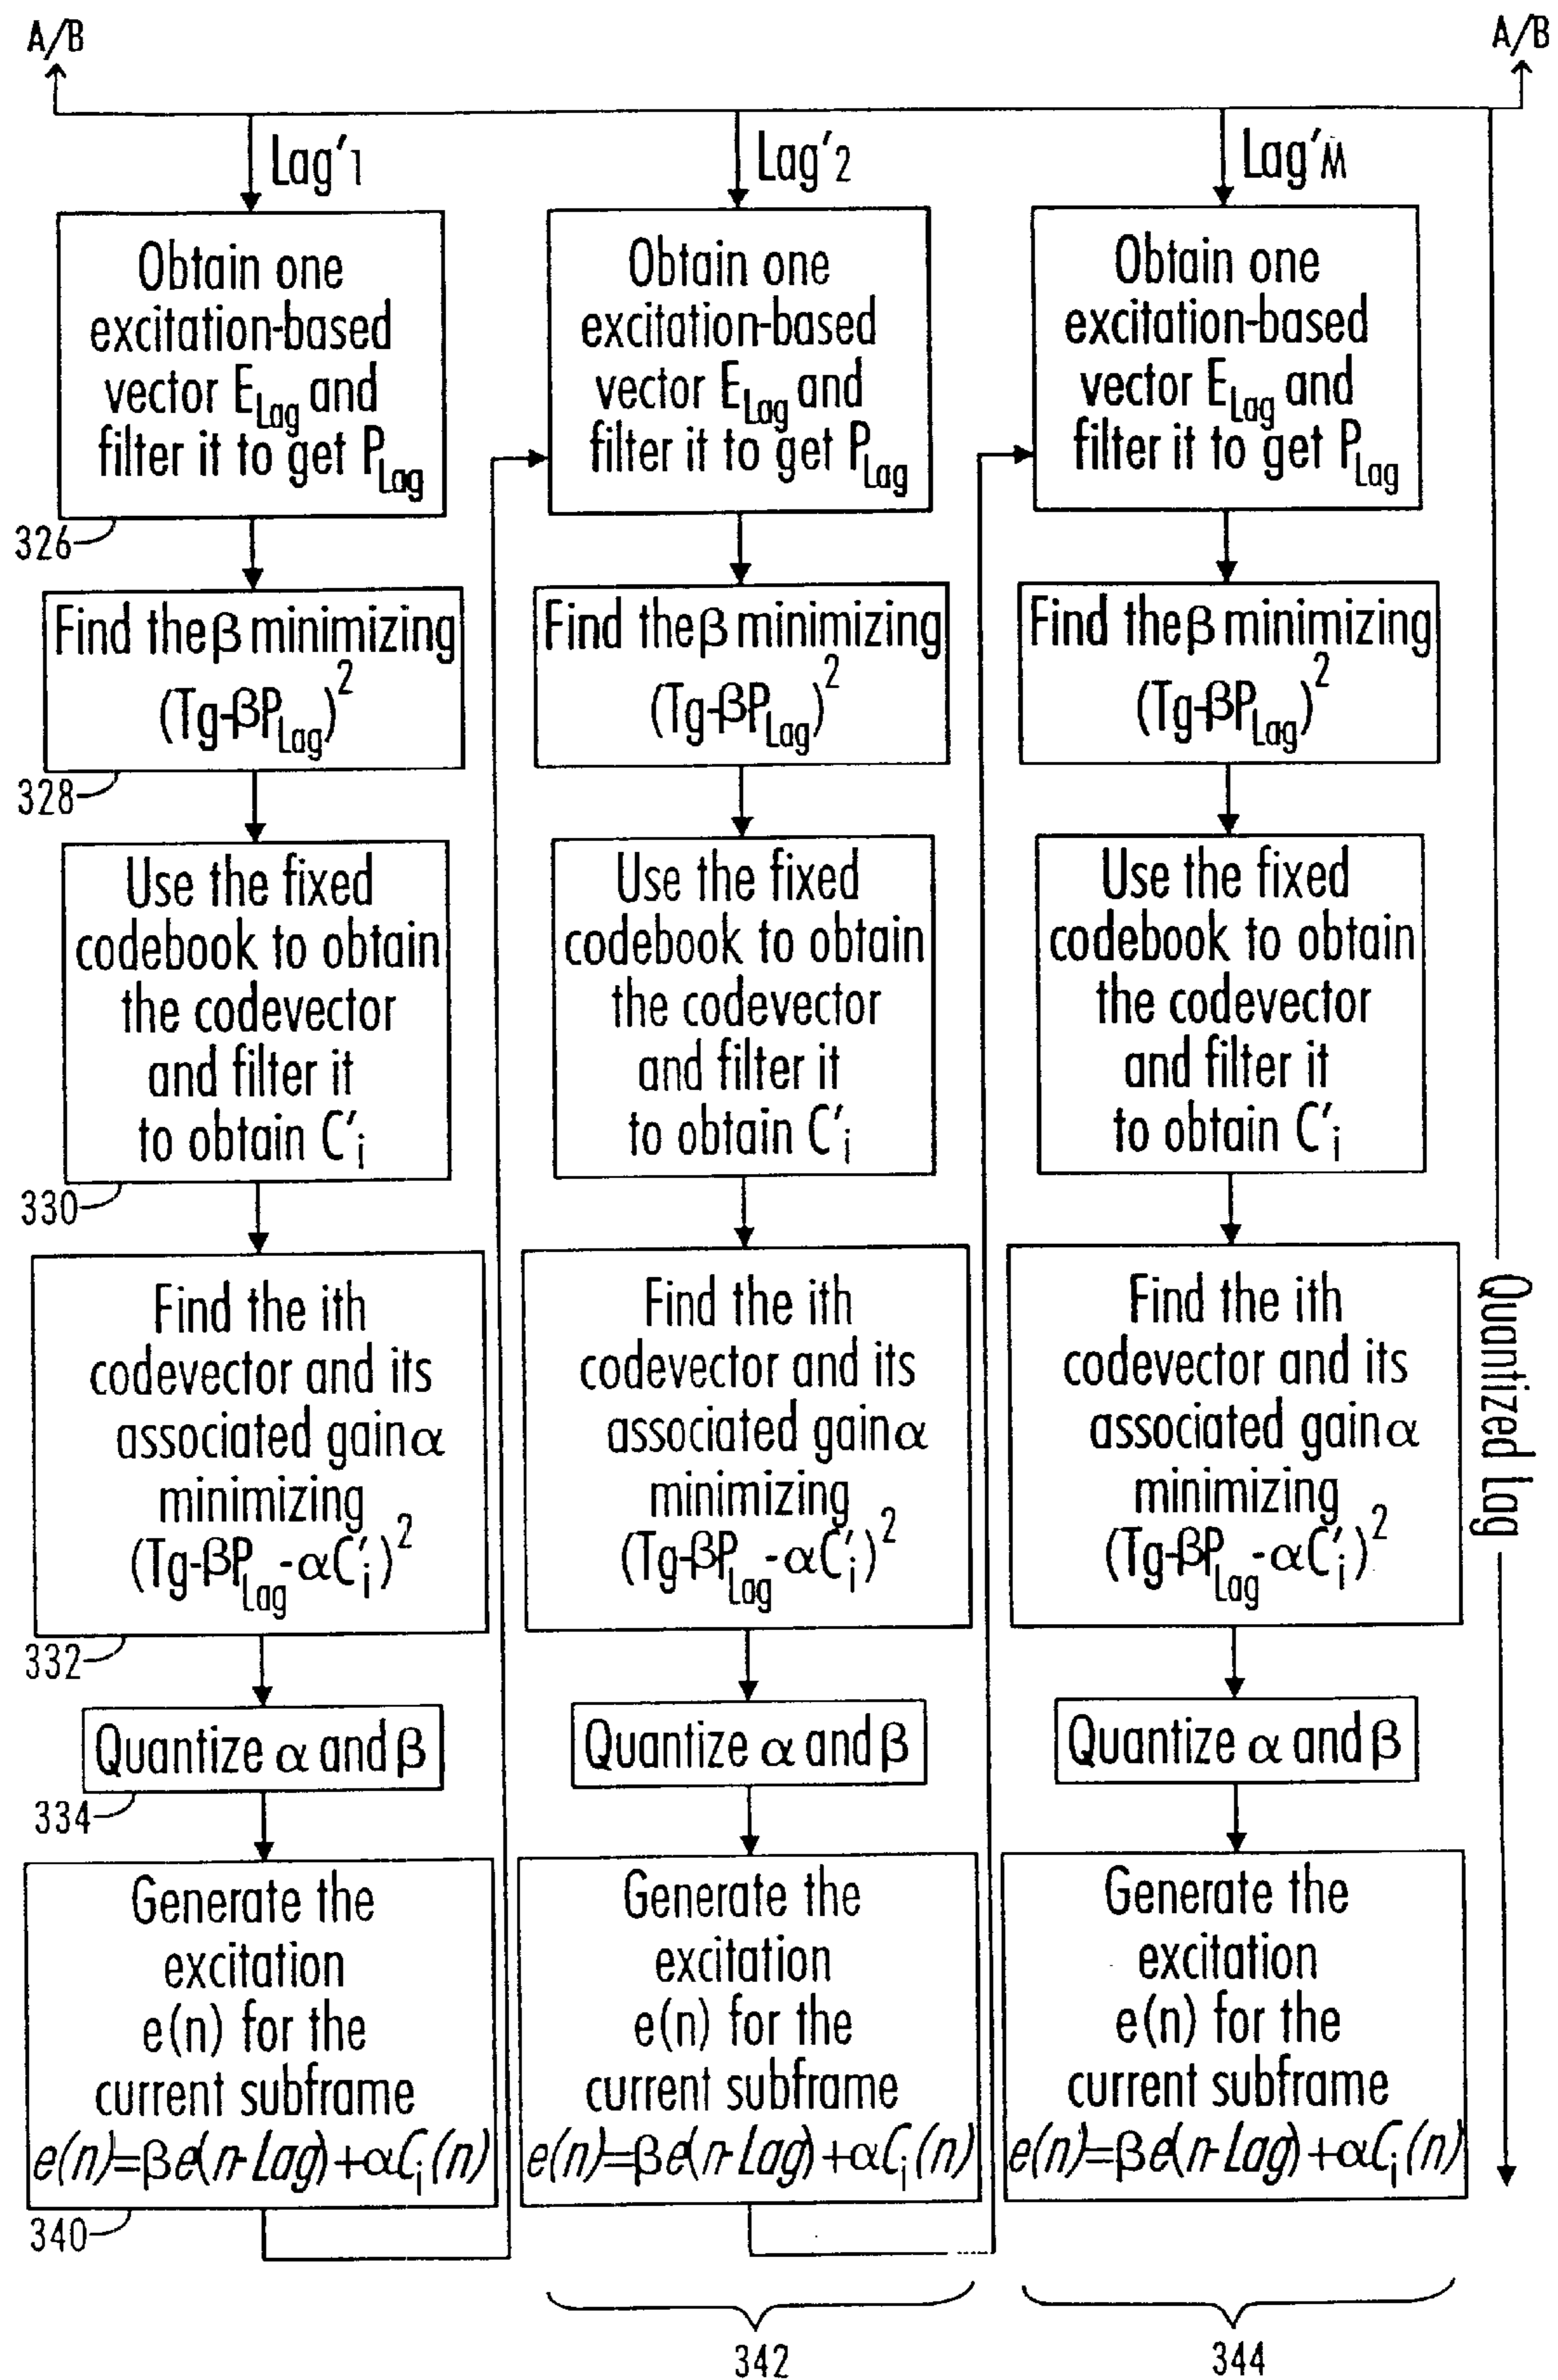 A/B
A/B
Lag'1
Obtain one
excitation-based
vector E_Lag and
filter it to get P_Lag
326
Find the β minimizing
(Tg-βP_Lag)²
328
Use the fixed
codebook to obtain
the codevector
and filter it
to obtain C'i
330
Find the ith
codevector and its
associated gain α
minimizing
(Tg-βP_Lag-αC'i)²
332
Quantize α and β
334
Generate the
excitation
e(n) for the
current subframe
e(n)=βe(n-Lag)+αCi(n)
340
Lag'2
Obtain one
excitation-based
vector E_Lag and
filter it to get P_Lag
Find the β minimizing
(Tg-βP_Lag)²
Use the fixed
codebook to obtain
the codevector
and filter it
to obtain C'i
Find the ith
codevector and its
associated gain α
minimizing
(Tg-βP_Lag-αC'i)²
Quantize α and β
Generate the
excitation
e(n) for the
current subframe
e(n)=βe(n-Lag)+αCi(n)
342
Lag'M
Obtain one
excitation-based
vector E_Lag and
filter it to get P_Lag
Find the β minimizing
(Tg-βP_Lag)²
Use the fixed
codebook to obtain
the codevector
and filter it
to obtain C'i
Find the ith
codevector and its
associated gain α
minimizing
(Tg-βP_Lag-αC'i)²
Quantize α and β
Generate the
excitation
e(n) for the
current subframe
e(n)=βe(n-Lag)+αCi(n)
344
Quantized Lag